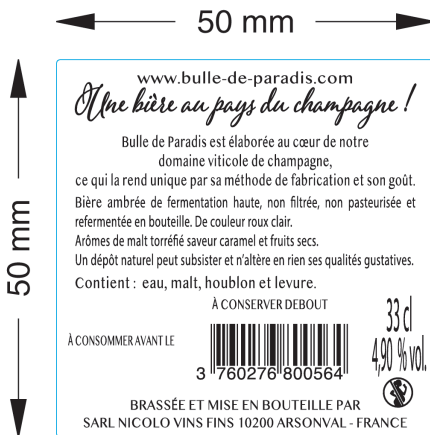 50 mm
50 mm
www.bulle-de-paradis.com
Une bière au pays du champagne !
Bulle de Paradis est élaborée au cœur de notre
domaine viticole de champagne,
ce qui la rend unique par sa méthode de fabrication et son goût.
Bière ambrée de fermentation haute, non filtrée, non pasteurisée et
refermentée en bouteille. De couleur roux clair.
Arômes de malt torréfié saveur caramel et fruits secs.
Un dépôt naturel peut subsister et n'altère en rien ses qualités gustatives.
Contient : eau, malt, houblon et levure.
À CONSERVER DEBOUT
À CONSOMMER AVANT LE
3 760276 800564
33 cl
4,90 % vol.
BRASSÉE ET MISE EN BOUTEILLE PAR
SARL NICOLO VINS FINS 10200 ARSONVAL - FRANCE